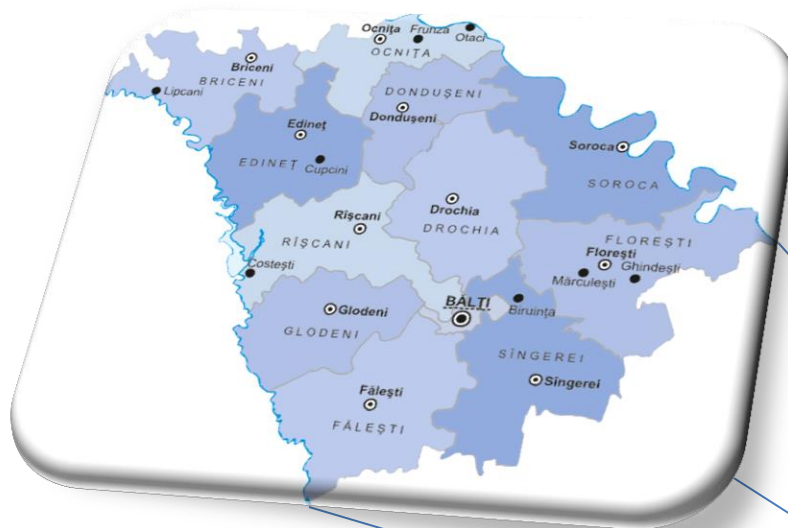 Ocnița
Frunza
Otaci
OCNIȚA
Briceni
BRICENI
Lipcani
DONDUȘENI
Dondușeni
Edineț
EDINEȚ
Cupcini
Soroca
SOROCA
Rîșcani
RÎȘCANI
Drochia
DROCHIA
FLOREȘTI
Florești
Ghindești
Mărculești
Costești
BĂLȚI
Biruința
Glodeni
GLODENI
SÎNGEREI
Sîngerei
Fălești
FĂLEȘTI